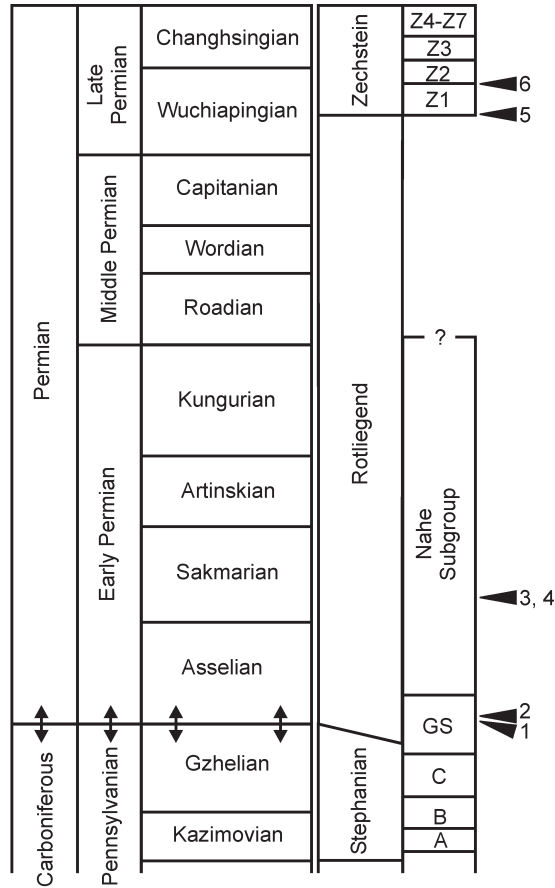 Permian
Carboniferous
Late
Permian
Middle Permian
Early Permian
Pennsylvanian
Changhsingian
Wuchiapingian
Capitanian
Wordian
Roadian
Kungurian
Artinskian
Sakmarian
Asselian
Gzhelian
Kazimovian
Zechstein
Rotliegend
Stephanian
Z4-Z7
Z3
Z2
Z1
?
Nahe
Subgroup
GS
C
B
A
6
5
3, 4
2
1